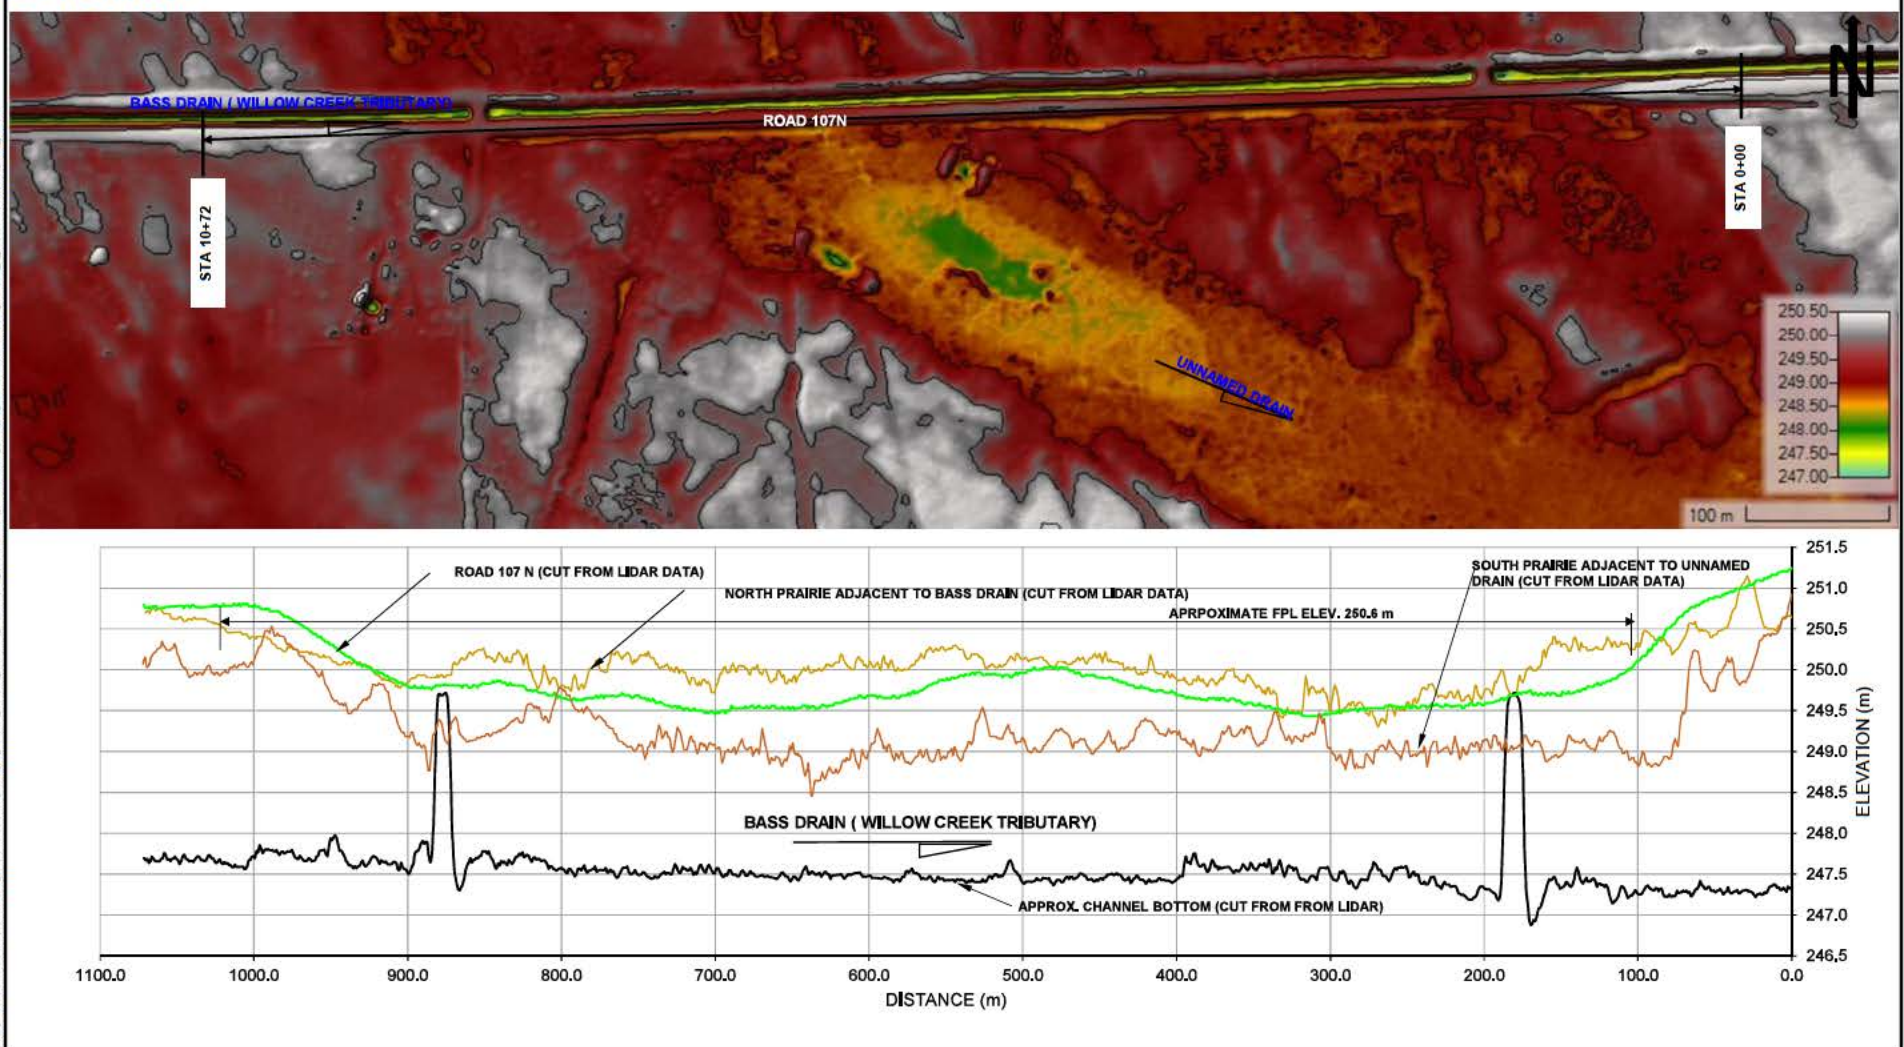 BASS DRAIN ( WILLOW CREEK TRIBUTARY)
ROAD 107N
N
STA 10+72
STA 0+00
UNNAMED DRAIN
250.50
250.00
249.50
249.00
248.50
248.00
247.50
247.00
100 m
ROAD 107 N (CUT FROM LIDAR DATA)
NORTH PRAIRIE ADJACENT TO BASS DRAIN (CUT FROM LIDAR DATA)
SOUTH PRAIRIE ADJACENT TO UNNAMED
DRAIN (CUT FROM LIDAR DATA)
APRPOXIMATE FPL ELEV. 250.6 m
BASS DRAIN ( WILLOW CREEK TRIBUTARY)
APPROX. CHANNEL BOTTOM (CUT FROM FROM LIDAR)
251.5
251.0
250.5
250.0
249.5
249.0
248.5
248.0
247.5
247.0
246.5
ELEVATION (m)
1100.0 1000.0 900.0 800.0 700.0 600.0 500.0 400.0 300.0 200.0 100.0 0.0
DISTANCE (m)